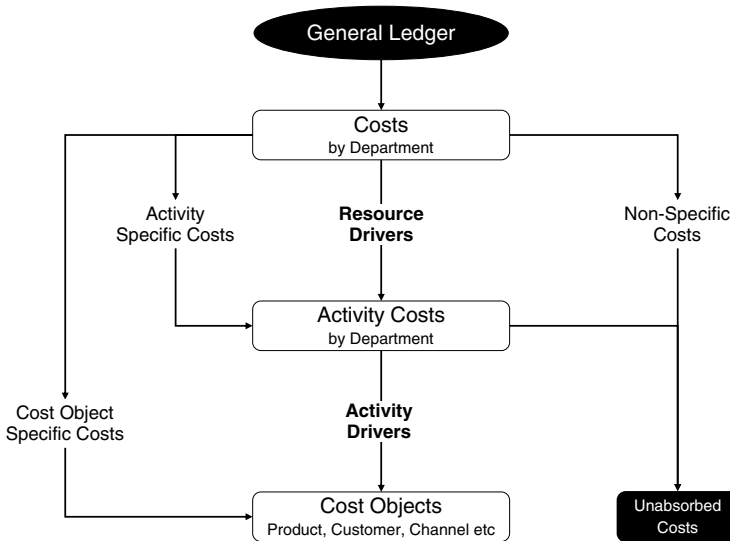 General Ledger
Costs
by Department
Activity
Specific Costs
Resource
Drivers
Non-Specific
Costs
Activity Costs
by Department
Cost Object
Specific Costs
Activity
Drivers
Cost Objects
Product, Customer, Channel etc
Unabsorbed
Costs